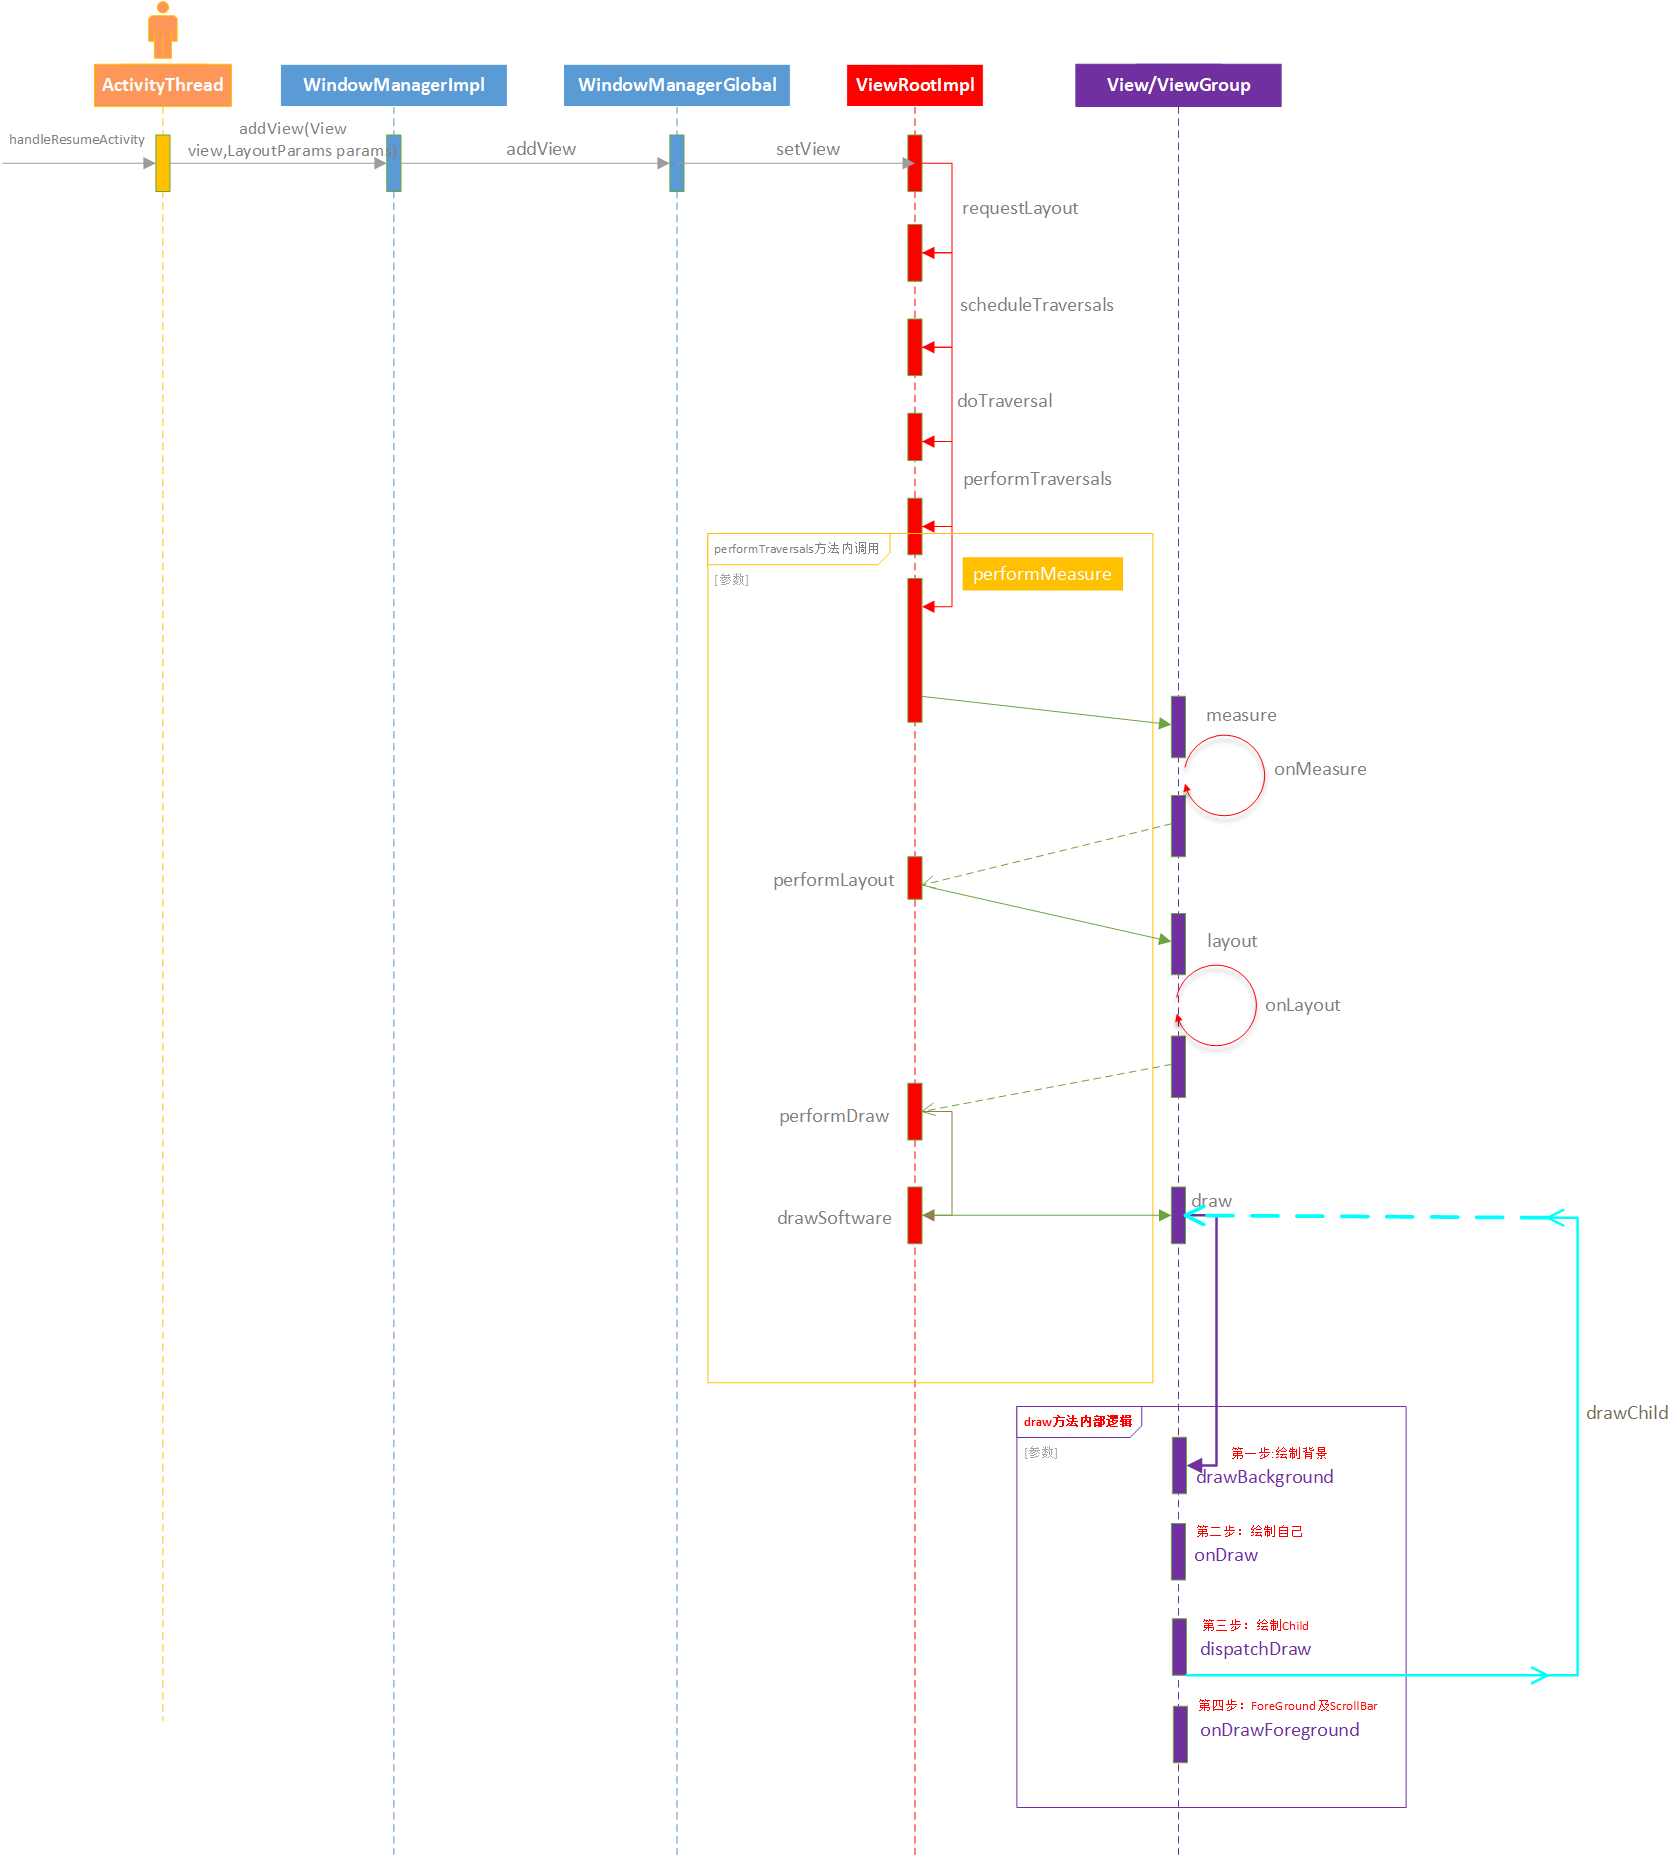 ActivityThread
WindowManagerImpl
WindowManagerGlobal
ViewRootImpl
View/ViewGroup
handleResumeActivity
addView(View
view,LayoutParams params)
addView
setView
requestLayout
scheduleTraversals
doTraversal
performTraversals
performTraversals方法内调用
[参数]
performMeasure
measure
onMeasure
performLayout
layout
onLayout
performDraw
draw
drawSoftware
drawChild
draw方法内部逻辑
[参数]
第一步:绘制背景
drawBackground
第二步：绘制自己
onDraw
第三步：绘制Child
dispatchDraw
第四步：ForeGround及ScrollBar
onDrawForeground